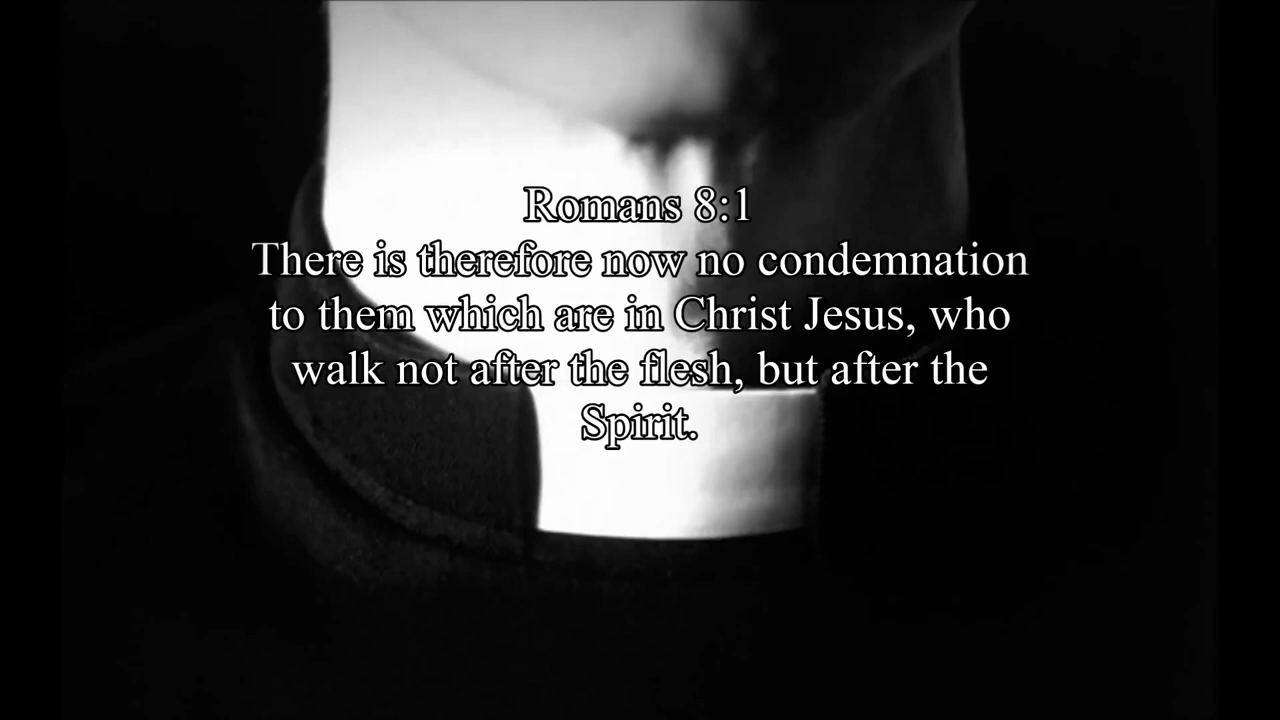 Romans 8:1
There is therefore now no condemnation
to them which are in Christ Jesus, who
walk not after the flesh, but after the
Spirit.